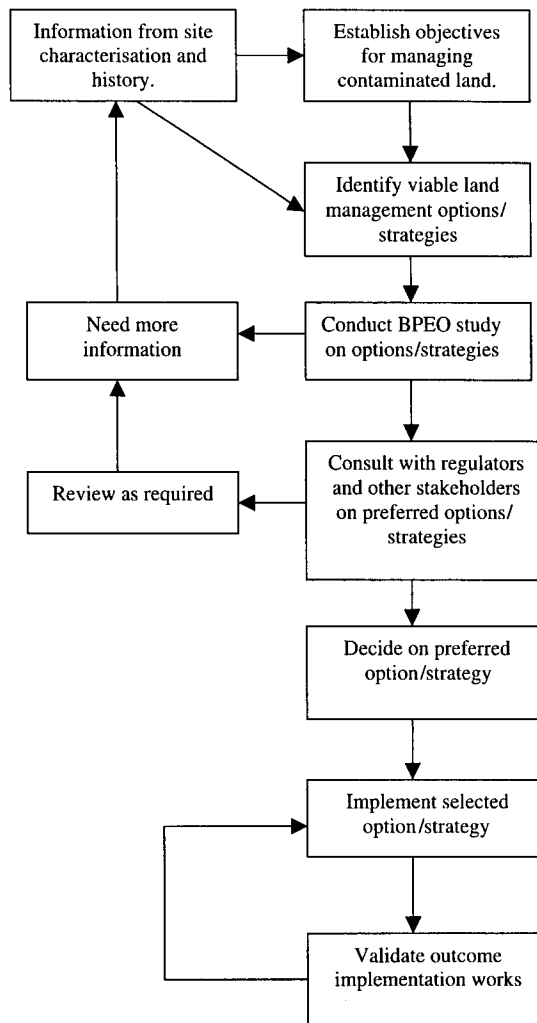 Information from site
characterisation and
history.
Establish objectives
for managing
contaminated land.
Identify viable land
management options/
strategies
Need more
information
Conduct BPEO study
on options/strategies
Review as required
Consult with regulators
and other stakeholders
on preferred options/
strategies
Decide on preferred
option/strategy
Implement selected
option/strategy
Validate outcome
implementation works